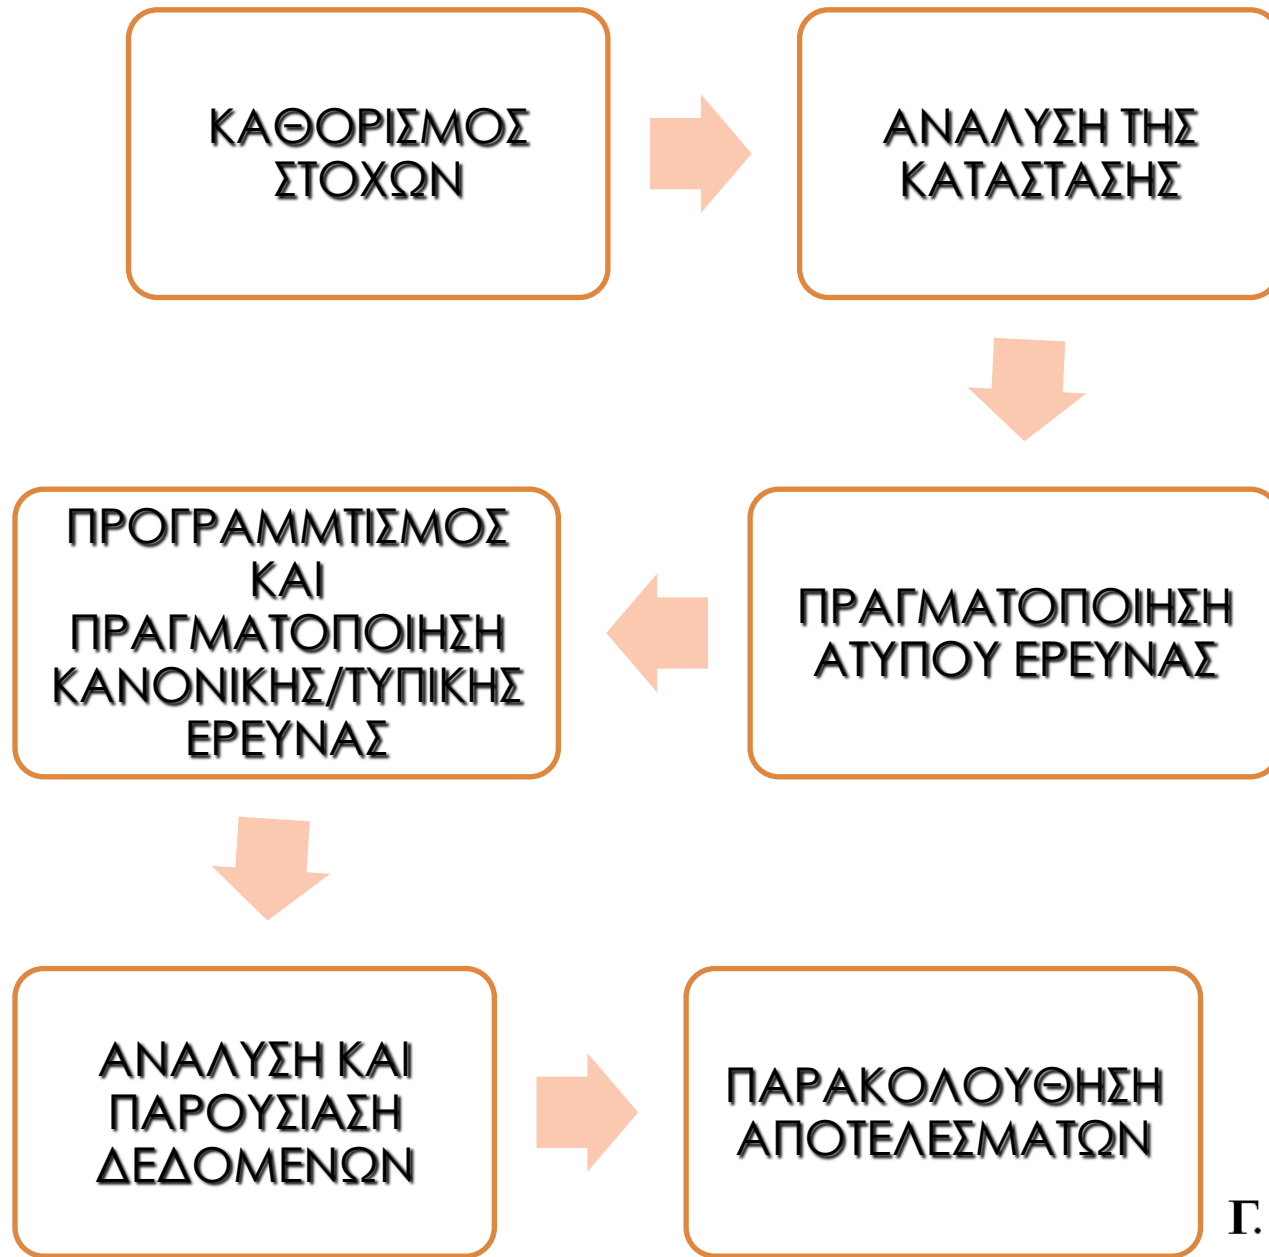 ΚΑΘΟΡΙΣΜΟΣ
ΣΤΟΧΩΝ
ΑΝΑΛΥΣΗ ΤΗΣ
ΚΑΤΑΣΤΑΣΗΣ
ΠΡΑΓΜΑΤΟΠΟΙΗΣΗ
ΑΤΥΠΟΥ ΕΡΕΥΝΑΣ
ΠΡΟΓΡΑΜΜΤΙΣΜΟΣ
ΚΑΙ
ΠΡΑΓΜΑΤΟΠΟΙΗΣΗ
ΚΑΝΟΝΙΚΗΣ/ΤΥΠΙΚΗΣ
ΕΡΕΥΝΑΣ
ΑΝΑΛΥΣΗ ΚΑΙ
ΠΑΡΟΥΣΙΑΣΗ
ΔΕΔΟΜΕΝΩΝ
ΠΑΡΑΚΟΛΟΥΘΗΣΗ
ΑΠΟΤΕΛΕΣΜΑΤΩΝ
Γ.